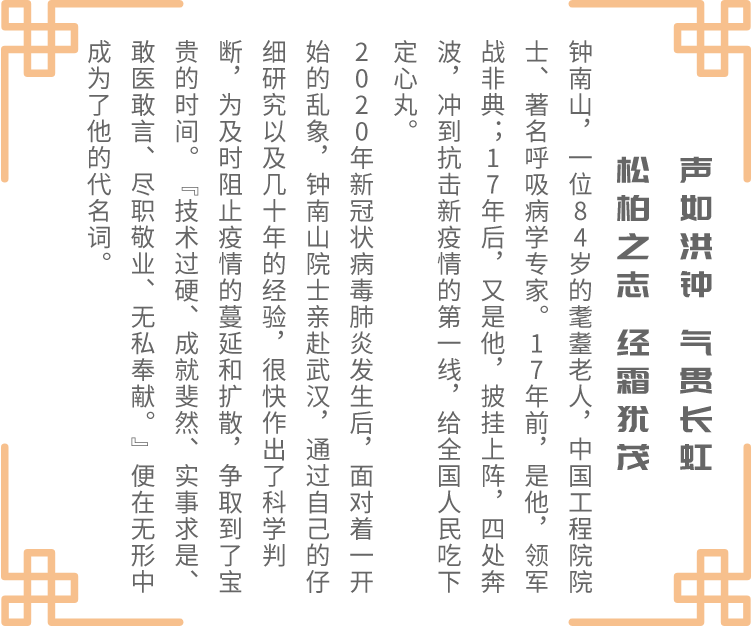 声如洪钟 气贯长虹
松柏之志 经霜犹茂
钟南山，一位84岁的耄耋老人，中国工程院院
士、著名呼吸病学专家。17年前，是他，领军
战非典；17年后，又是他，披挂上阵，四处奔
波，冲到抗击新疫情的第一线，给全国人民吃下
定心丸。
2020年新冠状病毒肺炎发生后，面对着一开
始的乱象，钟南山院士亲赴武汉，通过自己的仔
细研究以及几十年的经验，很快作出了科学判
断，为及时阻止疫情的蔓延和扩散，争取到了宝
贵的时间。『技术过硬、成就斐然、实事求是、
敢医敢言、尽职敬业、无私奉献。』便在无形中
成为了他的代名词。